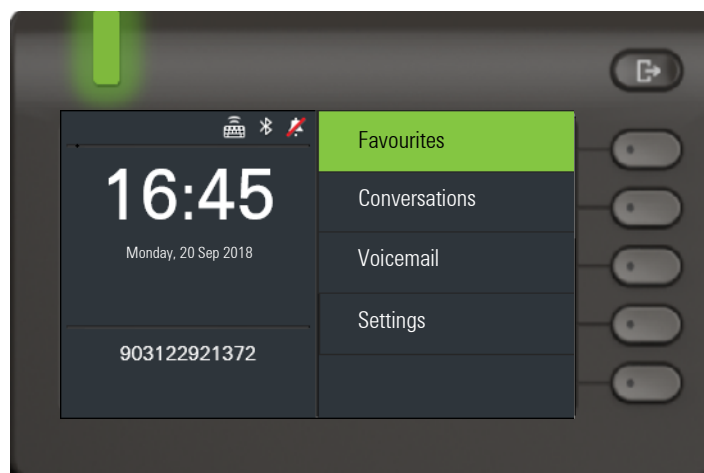 16:45
Monday, 20 Sep 2018
903122921372
Favourites
Conversations
Voicemail
Settings